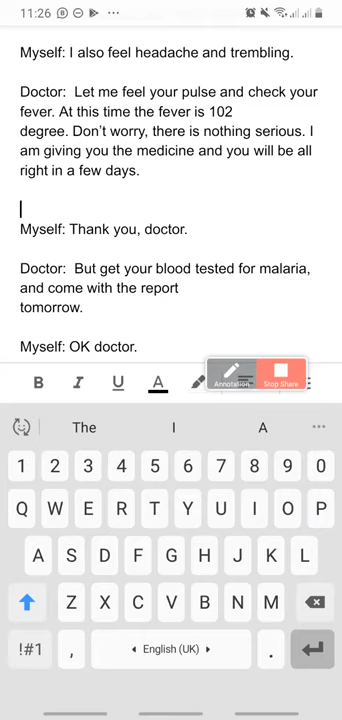 11:26
Myself: I also feel headache and trembling.
Doctor:  Let me feel your pulse and check your
fever. At this time the fever is 102
degree. Don’t worry, there is nothing serious. I
am giving you the medicine and you will be all
right in a few days.
Myself: Thank you, doctor.
Doctor:  But get your blood tested for malaria,
and come with the report
tomorrow.
Myself: OK doctor.
B I U A Annotation Stop Share
The I A
1 2 3 4 5 6 7 8 9 0
Q W E R T Y U I O P
A S D F G H J K L
Z X C V B N M
!#1 , English (UK) .